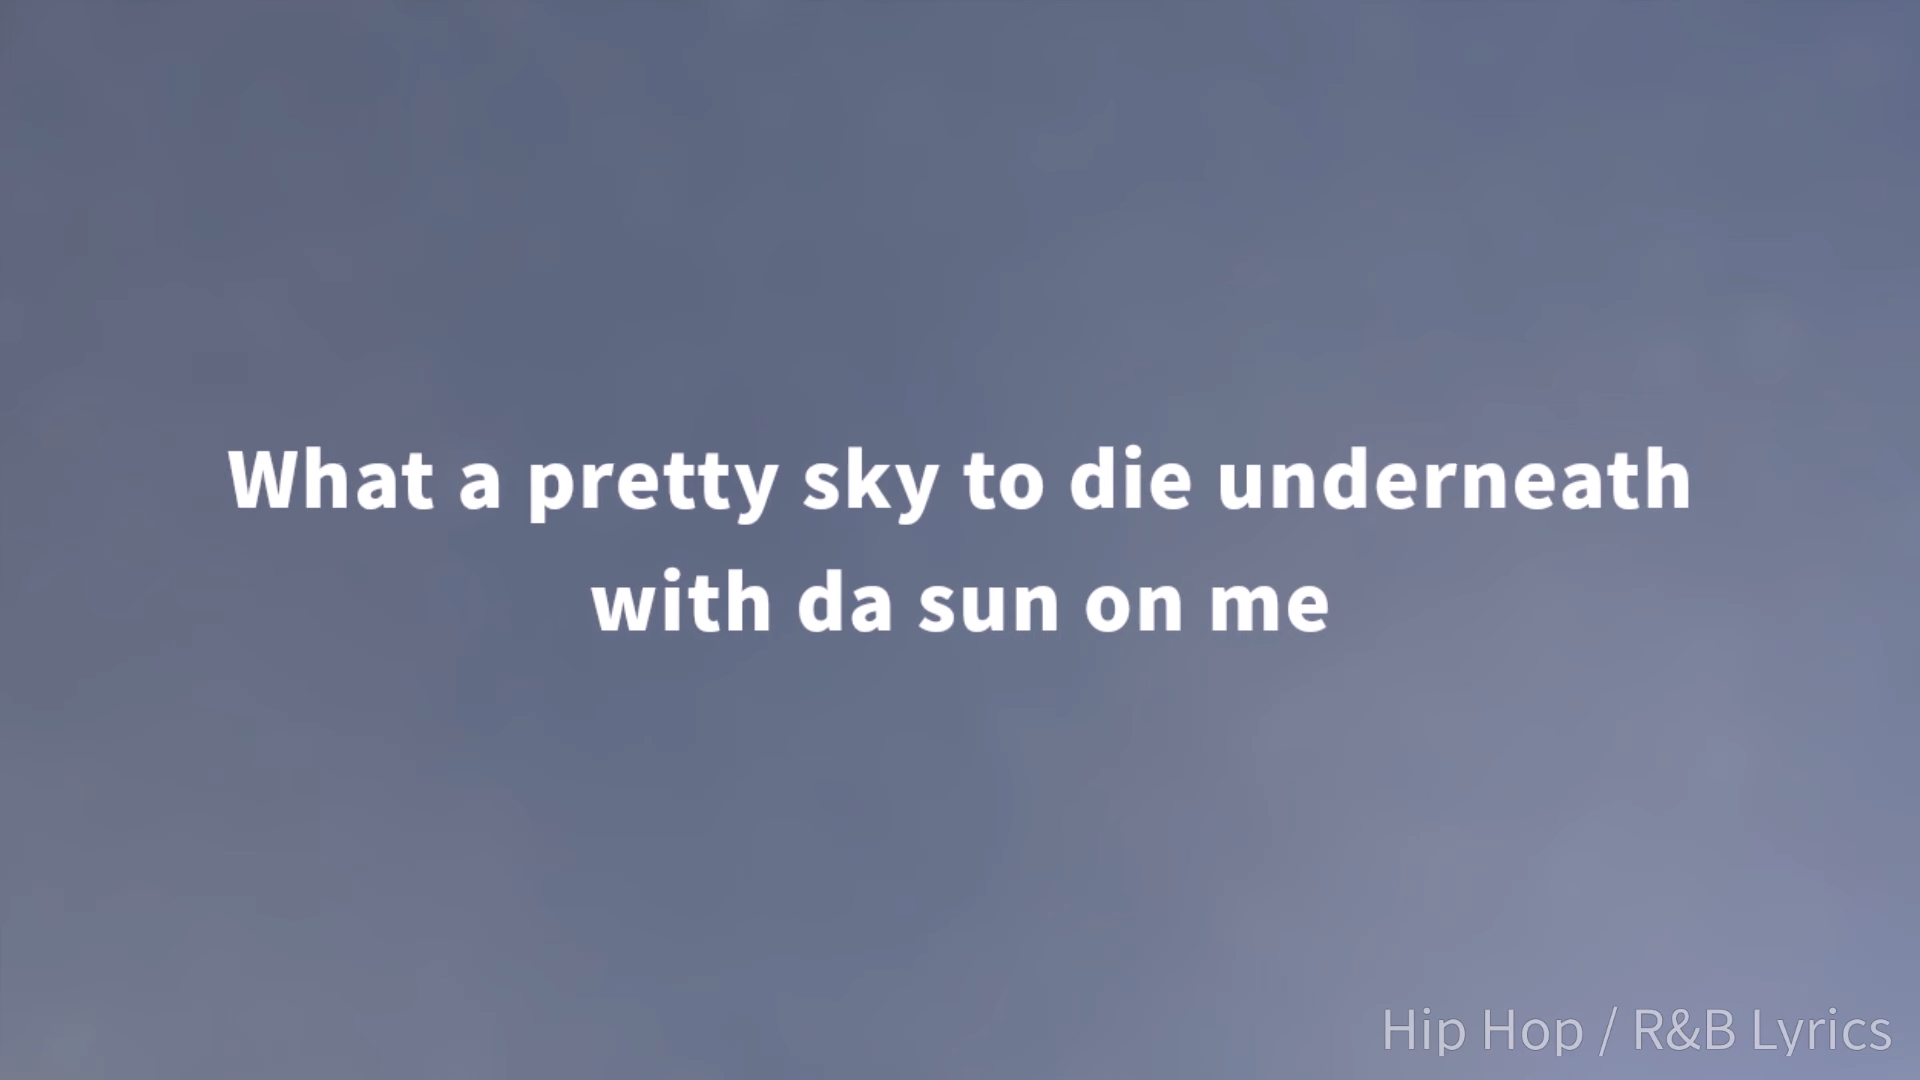 What a pretty sky to die underneath
with da sun on me
Hip Hop / R&B Lyrics